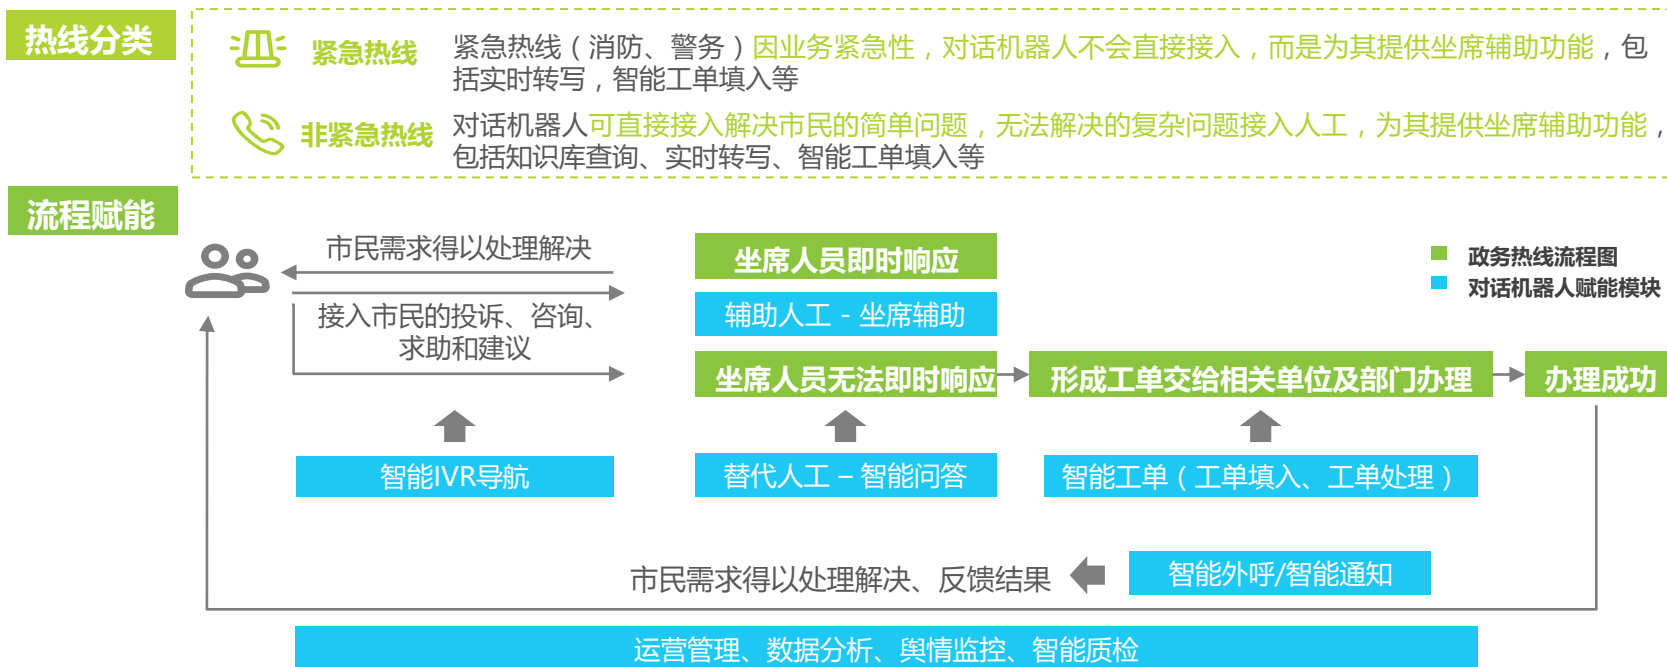 热线分类
紧急热线
紧急热线（消防、警务）因业务紧急性，对话机器人不会直接接入，而是为其提供坐席辅助功能，包
括实时转写，智能工单填入等
非紧急热线
对话机器人可直接接入解决市民的简单问题，无法解决的复杂问题接入人工，为其提供坐席辅助功能，
包括知识库查询、实时转写、智能工单填入等
流程赋能
市民需求得以处理解决
接入市民的投诉、咨询、
求助和建议
坐席人员即时响应
辅助人工 - 坐席辅助
政务热线流程图
对话机器人赋能模块
坐席人员无法即时响应
形成工单交给相关单位及部门办理
办理成功
智能IVR导航
替代人工 – 智能问答
智能工单（工单填入、工单处理）
市民需求得以处理解决、反馈结果
智能外呼/智能通知
运营管理、数据分析、舆情监控、智能质检